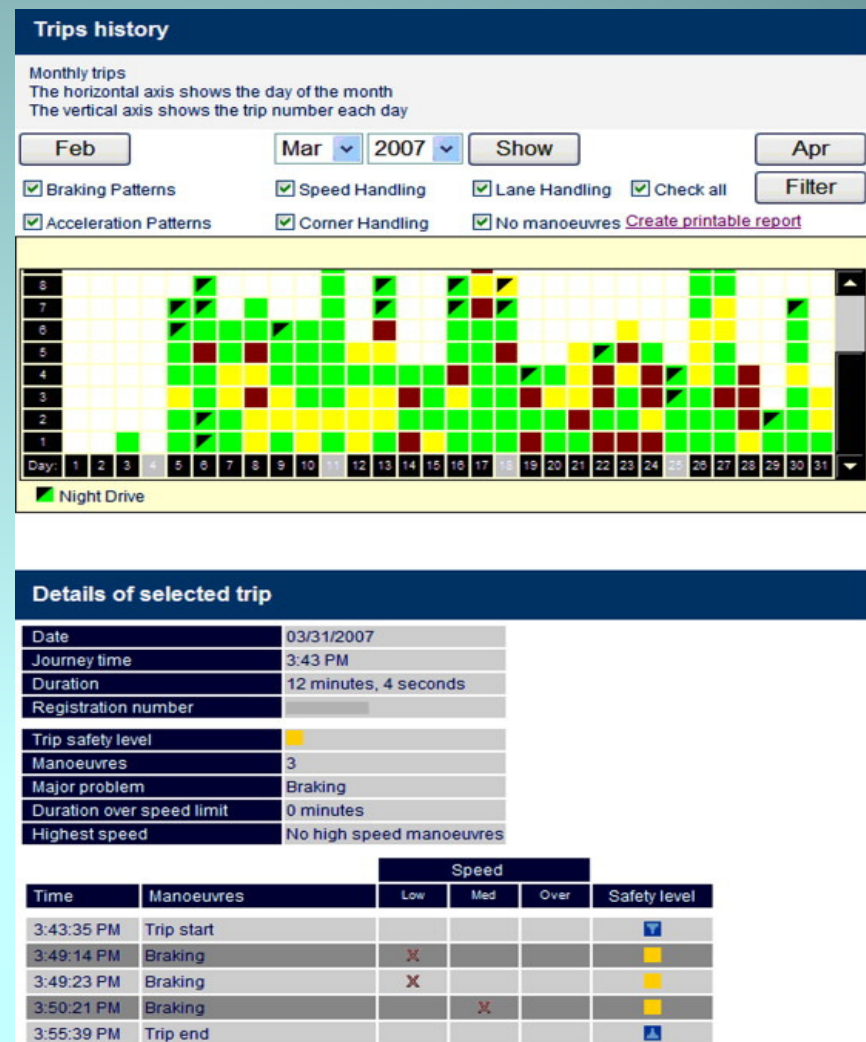 Trips history
Monthly trips
The horizontal axis shows the day of the month
The vertical axis shows the trip number each day
Feb Mar 2007 Show Apr
Braking Patterns Speed Handling Lane Handling Check all Filter
Acceleration Patterns Corner Handling No manoeuvres Create printable report
8
7
6
5
4
3
2
1
Day: 1 2 3 4 5 6 7 8 9 10 11 12 13 14 15 16 17 18 19 20 21 22 23 24 25 26 27 28 29 30 31
Night Drive
Details of selected trip
Date 03/31/2007
Journey time 3:43 PM
Duration 12 minutes, 4 seconds
Registration number
Trip safety level
Manoeuvres 3
Major problem Braking
Duration over speed limit 0 minutes
Highest speed No high speed manoeuvres
Speed
Time Manoeuvres Low Med Over Safety level
3:43:35 PM Trip start
3:49:14 PM Braking X
3:49:23 PM Braking X
3:50:21 PM Braking X
3:55:39 PM Trip end